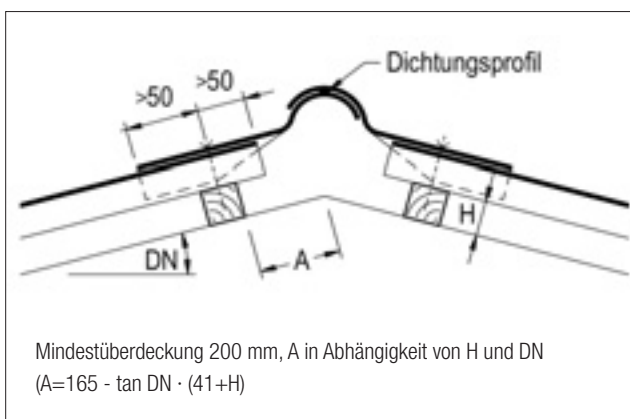 Dichtungsprofil
>50
>50
H
DN
A
Mindestüberdeckung 200 mm, A in Abhängigkeit von H und DN
(A=165 - tan DN · (41+H)